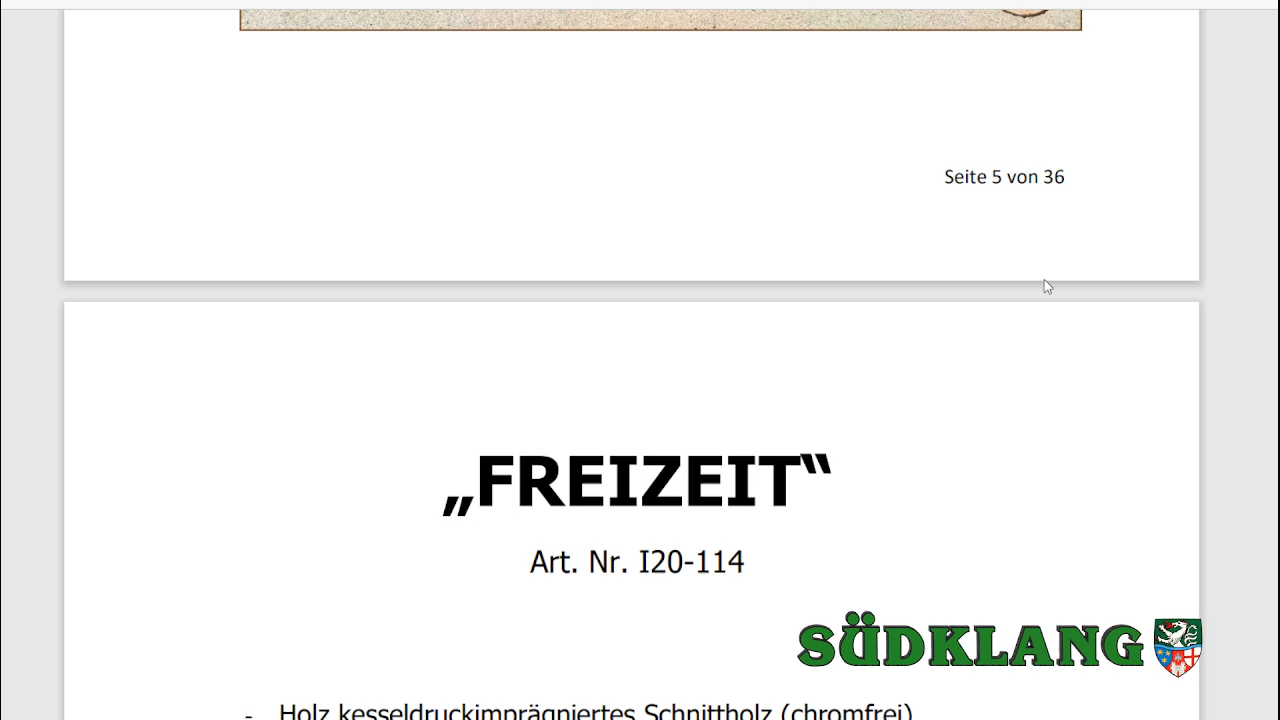 Seite 5 von 36
„FREIZEIT“
Art. Nr. I20-114
SÜDKLANG
- Holz kesseldruckimprägniertes Schnittholz (chromfrei)